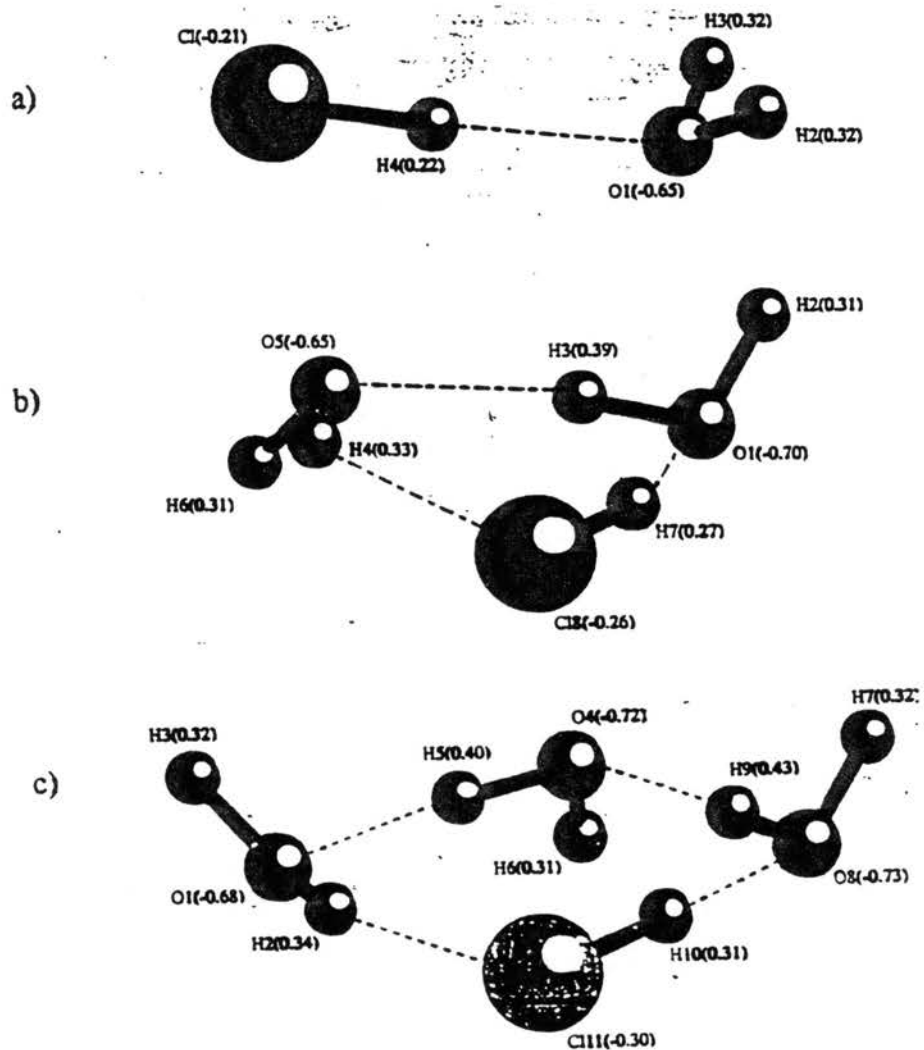 a)
Cl(-0.21)
H3(0.32)
H4(0.22)
H2(0.32)
O1(-0.65)
b)
H2(0.31)
O5(-0.65)
H3(0.39)
H4(0.33)
O1(-0.70)
H6(0.31)
H7(0.27)
Cl8(-0.26)
c)
H7(0.32)
O4(-0.72)
H3(0.32)
H5(0.40)
H9(0.43)
H6(0.31)
O8(-0.73)
O1(-0.68)
H2(0.34)
H10(0.31)
Cl11(-0.30)